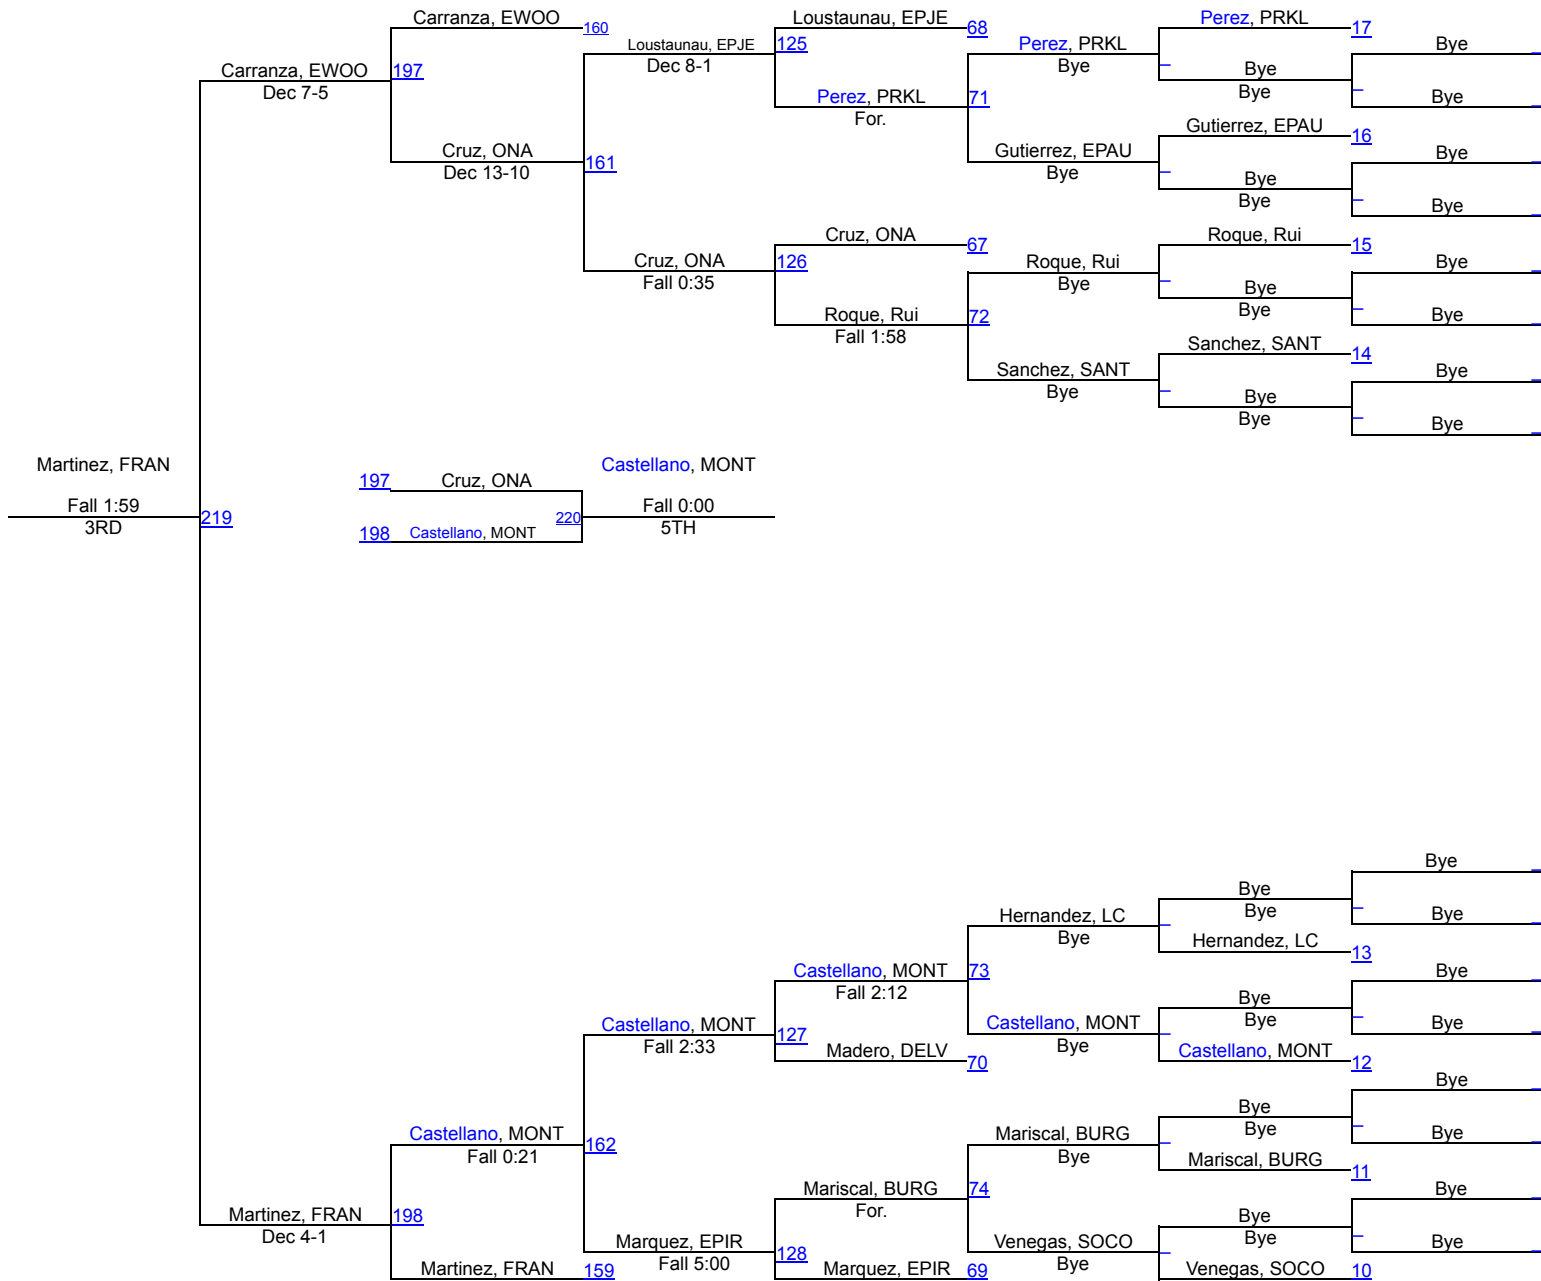 Carranza, EWOO
160
Loustaunau, EPJE
68
Perez, PRKL
17
Bye
Loustaunau, EPJE
125
Dec 8-1
Perez, PRKL
Bye
Bye
Bye
Carranza, EWOO
197
Dec 7-5
Perez, PRKL
71
For.
Bye
Gutierrez, EPAU
16
Cruz, ONA
Dec 13-10
161
Gutierrez, EPAU
Bye
Bye
Bye
Bye
Bye
Cruz, ONA
67
Roque, Rui
15
Cruz, ONA
126
Fall 0:35
Roque, Rui
Bye
Bye
Bye
Bye
Roque, Rui
72
Fall 1:58
Bye
Sanchez, SANT
14
Sanchez, SANT
Bye
Bye
Bye
Bye
Bye
Martinez, FRAN
Fall 1:59
3RD
219
197
Cruz, ONA
Castellano, MONT
Fall 0:00
5TH
220
198
Castellano, MONT
Bye
Bye
Bye
Hernandez, LC
Bye
Bye
Hernandez, LC
13
Castellano, MONT
73
Fall 2:12
Bye
Bye
Bye
Castellano, MONT
127
Fall 2:33
Castellano, MONT
Bye
Bye
Madero, DELV
70
Castellano, MONT
12
Bye
Bye
Bye
Castellano, MONT
162
Fall 0:21
Mariscal, BURG
Bye
Bye
Mariscal, BURG
11
Mariscal, BURG
74
For.
Bye
Martinez, FRAN
198
Dec 4-1
Bye
Bye
Marquez, EPIR
128
Fall 5:00
Venegas, SOCO
Bye
Bye
Martinez, FRAN
159
Marquez, EPIR
69
Venegas, SOCO
10